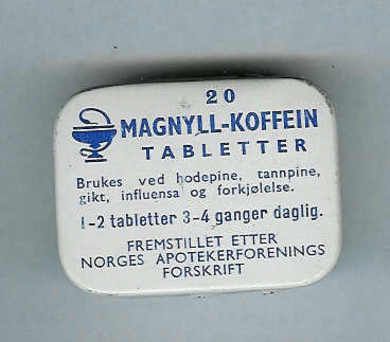 20
MAGNYLL-KOFFEIN
TABLETTER
Brukes ved hodepine, tannpine,
gikt, influensa og forkjølelse.
1-2 tabletter 3-4 ganger daglig.
FREMSTILLET ETTER
NORGES APOTEKERFORENINGS
FORSKRIFT